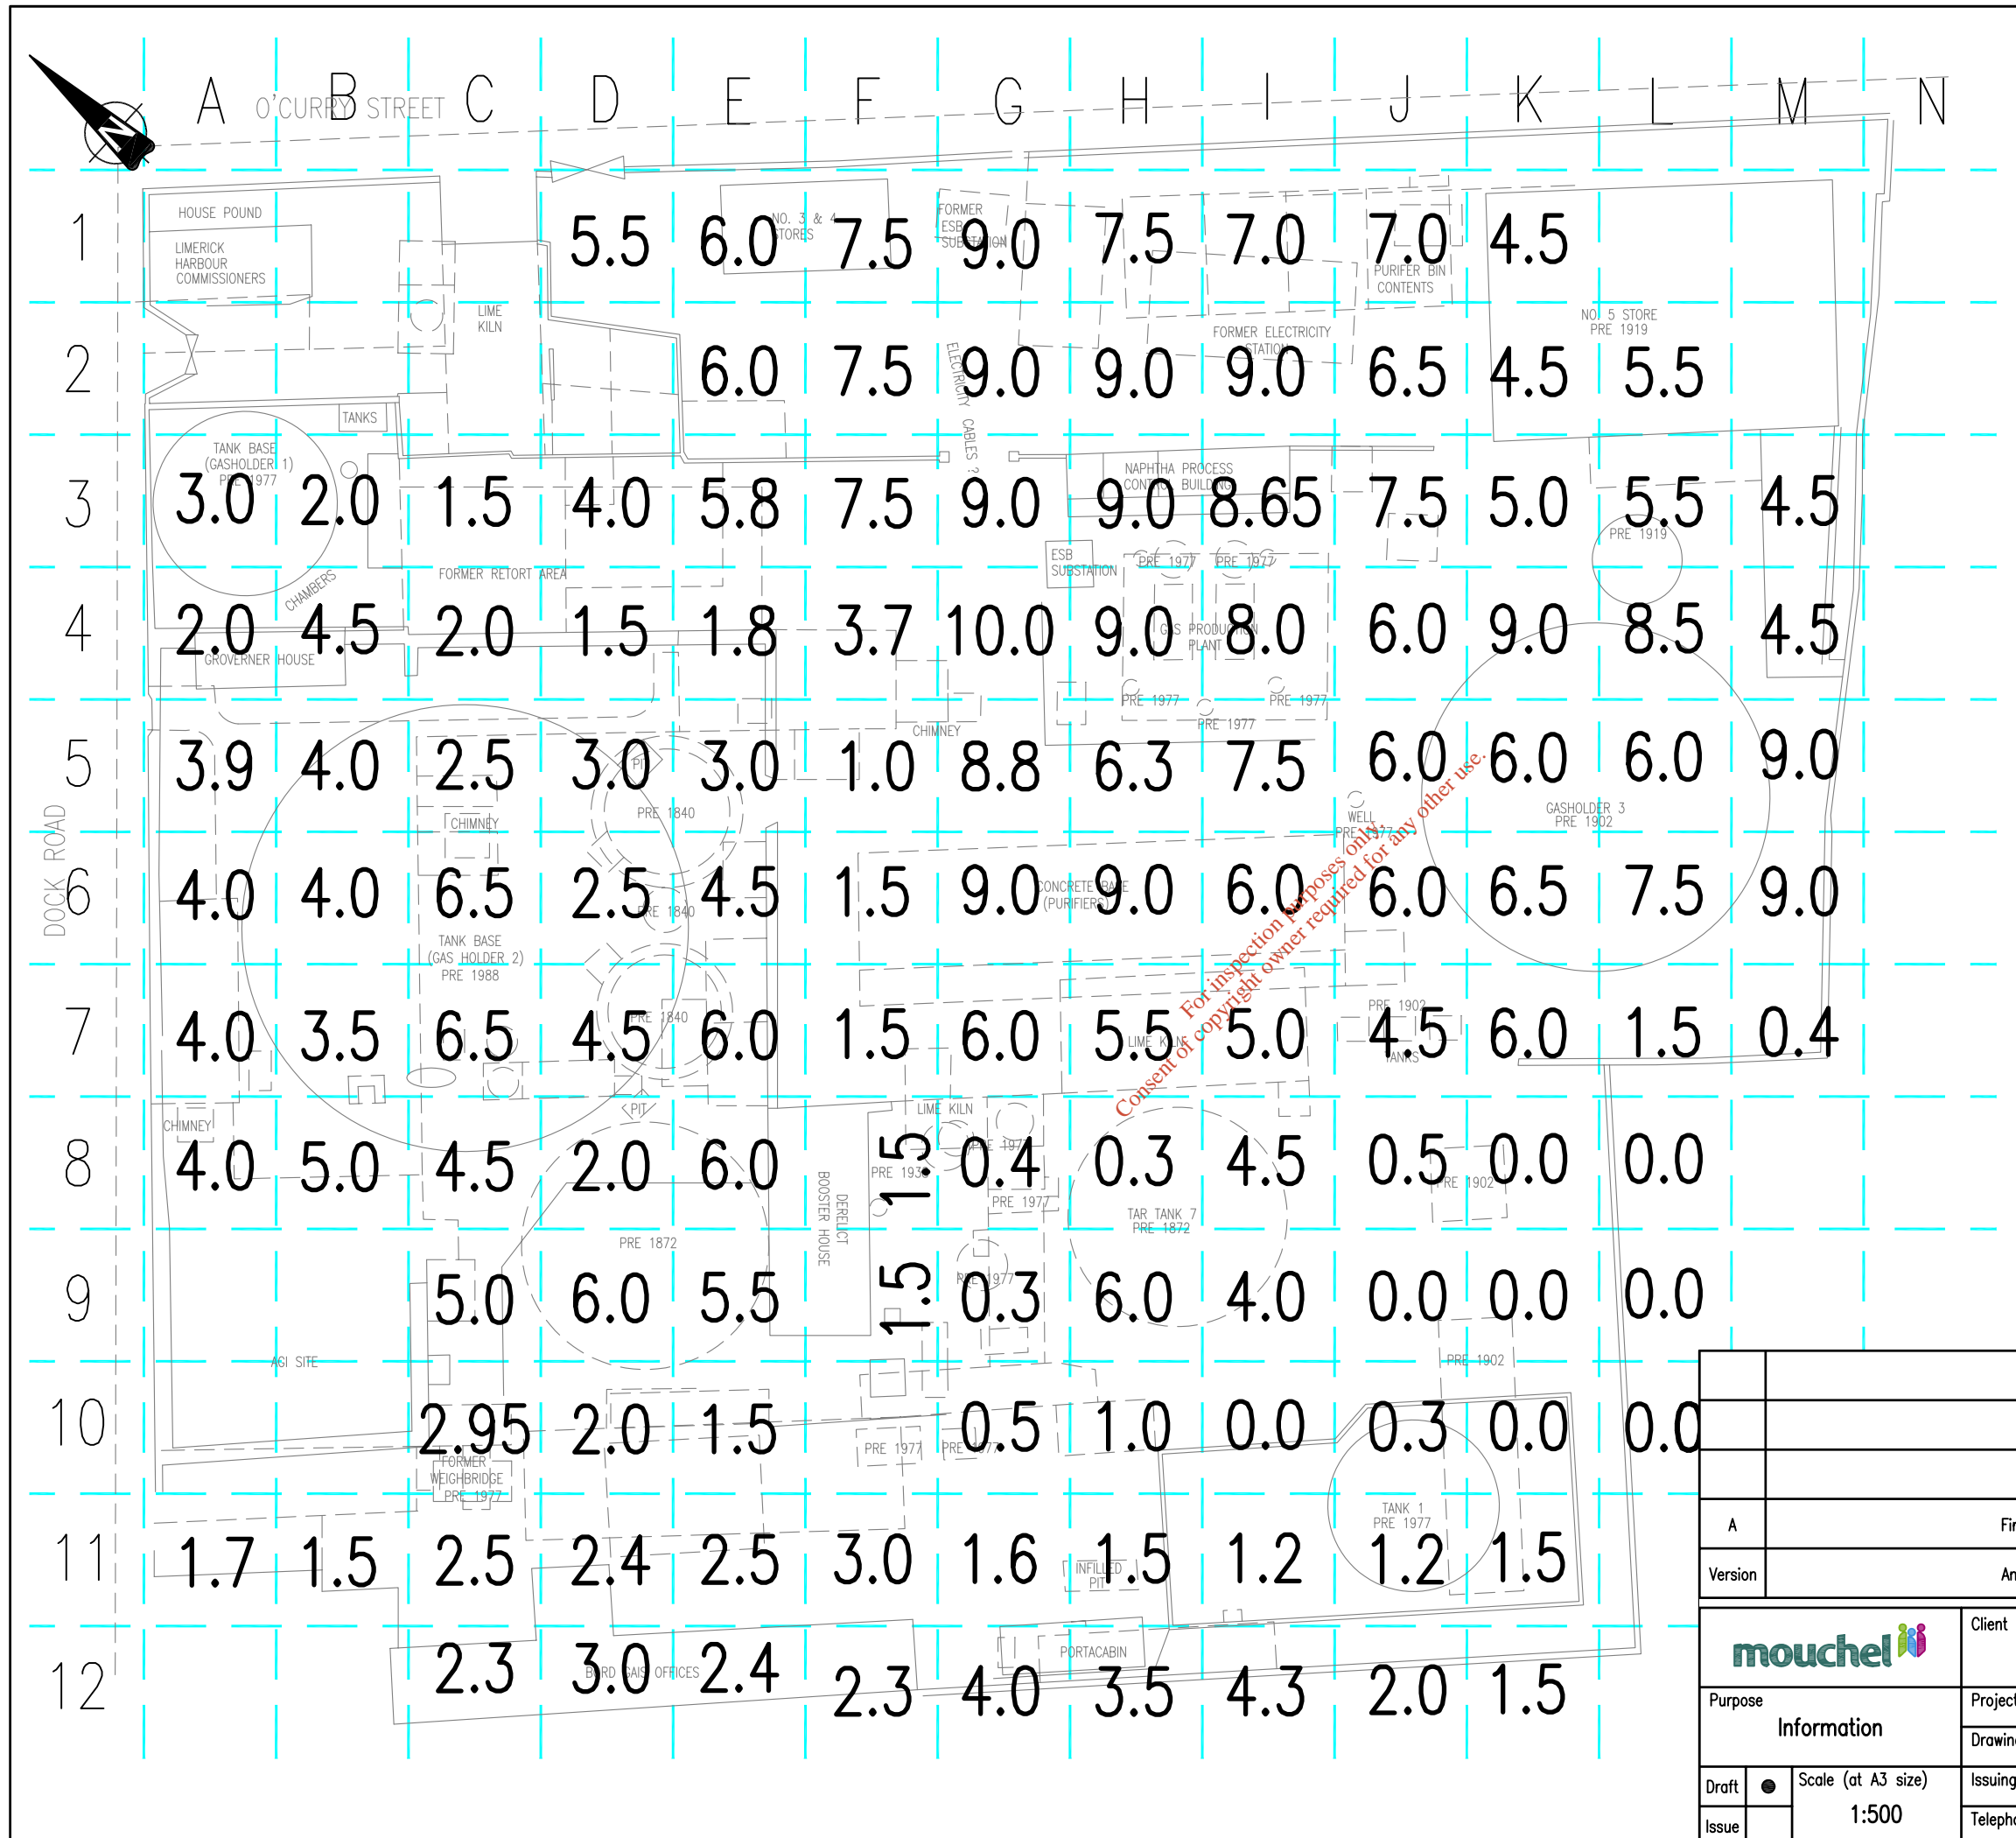 N
A B C D E F G H I J K L M N
O'CURRY STREET
HOUSE POUND
LIMERICK
HARBOUR
COMMISSIONERS
NO. 3 & 4
STORES
FORMER
ESB
SUBSTATION
PURIFER BIN
CONTENTS
1 5.5 6.0 7.5 9.0 7.5 7.0 7.0 4.5
LIME
KILN
FORMER ELECTRICITY
STATION
NO. 5 STORE
PRE 1919
2 6.0 7.5 9.0 9.0 9.0 6.5 4.5 5.5
ELECTRICITY CABLES ?
TANKS
TANK BASE
(GASHOLDER 1)
PRE 1977
NAPHTHA PROCESS
CONTROL BUILDING
3 3.0 2.0 1.5 4.0 5.8 7.5 9.0 9.0 8.65 7.5 5.0 5.5 4.5
PRE 1919
ESB
SUBSTATION
PRE 1977 PRE 1977
FORMER RETORT AREA
CHAMBERS
4 2.0 4.5 2.0 1.5 1.8 3.7 10.0 9.0 8.0 6.0 9.0 8.5 4.5
GAS PRODUCTION
PLANT
GROVERNER HOUSE
PRE 1977 PRE 1977
PRE 1977
CHIMNEY
5 3.9 4.0 2.5 3.0 3.0 1.0 8.8 6.3 7.5 6.0 6.0 6.0 9.0
PIT
PRE 1840
CHIMNEY
WELL
PRE 1977
GASHOLDER 3
PRE 1902
DOCK ROAD
6 4.0 4.0 6.5 2.5 4.5 1.5 9.0 9.0 6.0 6.0 6.5 7.5 9.0
PRE 1840
CONCRETE BASE
(PURIFIERS)
TANK BASE
(GAS HOLDER 2)
PRE 1988
For inspection purposes only.
Consent of copyright owner required for any other use.
PRE 1902
7 4.0 3.5 6.5 4.5 6.0 1.5 6.0 5.5 5.0 4.5 6.0 1.5 0.4
PRE 1840
LIME KILN
TANKS
PIT
LIME KILN
CHIMNEY
PRE 1977
8 4.0 5.0 4.5 2.0 6.0 1.5 0.4 0.3 4.5 0.5 0.0 0.0
PRE 1977
PRE 1902
DERELICT
BOOSTER HOUSE
TAR TANK 7
PRE 1872
PRE 1872
PRE 1977
9 5.0 6.0 5.5 1.5 0.3 6.0 4.0 0.0 0.0 0.0
AGI SITE
PRE 1902
10 2.95 2.0 1.5 0.5 1.0 0.0 0.3 0.0 0.0
PRE 1977 PRE 1977
FORMER
WEIGHBRIDGE
PRE 1977
TANK 1
PRE 1977
11 1.7 1.5 2.5 2.4 2.5 3.0 1.6 1.5 1.2 1.2 1.5
INFILLED
PIT
PORTACABIN
12 2.3 3.0 2.4 2.3 4.0 3.5 4.3 2.0 1.5
BORD GAIS OFFICES
A
Version
mouchel
Client
Purpose
Information
Project
Draft
Scale (at A3 size)
1:500
Issuing
Issue